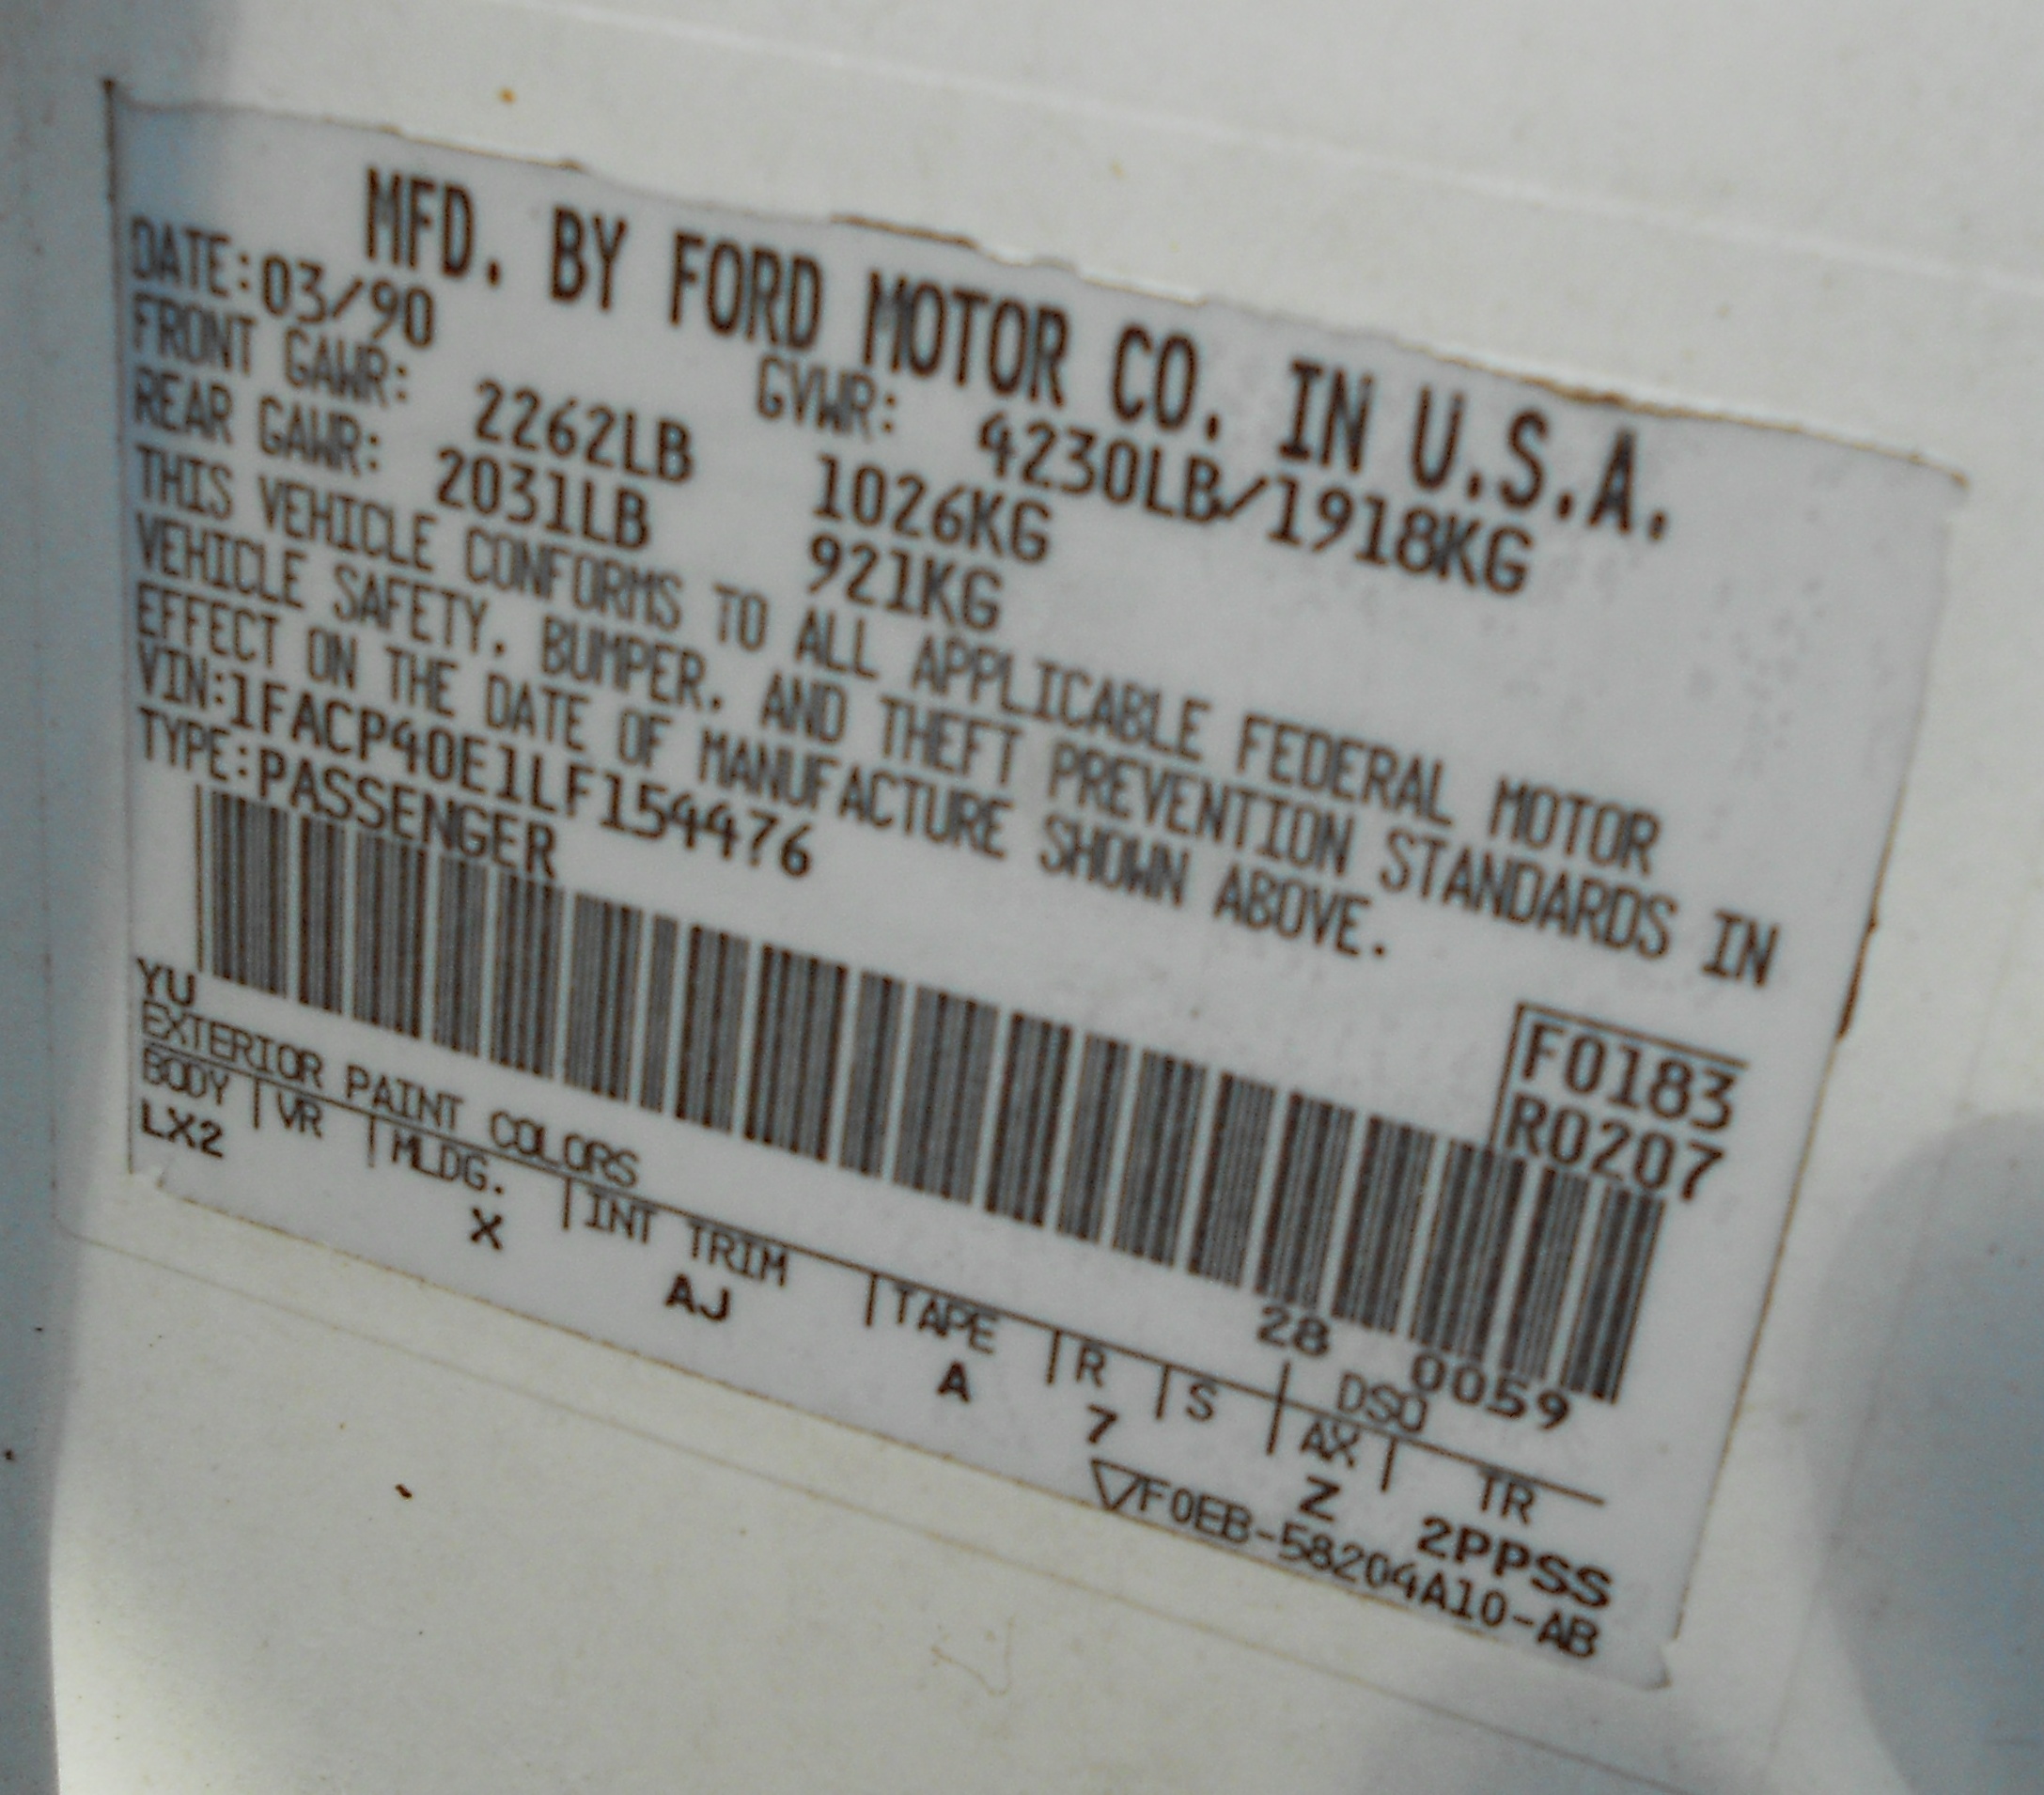 MFD. BY FORD MOTOR CO. IN U.S.A.
DATE:03/90 GVWR: 4230LB/1918KG
FRONT GAWR: 2262LB 1026KG
REAR GAWR: 2031LB 921KG
THIS VEHICLE CONFORMS TO ALL APPLICABLE FEDERAL MOTOR
VEHICLE SAFETY, BUMPER, AND THEFT PREVENTION STANDARDS IN
EFFECT ON THE DATE OF MANUFACTURE SHOWN ABOVE.
VIN:1FACP40E1LF154476
TYPE:PASSENGER
F0183
R0207
YU 28 0059
EXTERIOR PAINT COLORS DSO
BODY VR MLDG. INT TRIM TAPE R S AX TR
LX2 X AJ A 7 Z 2PPSS
▽F0EB-58204A10-AB